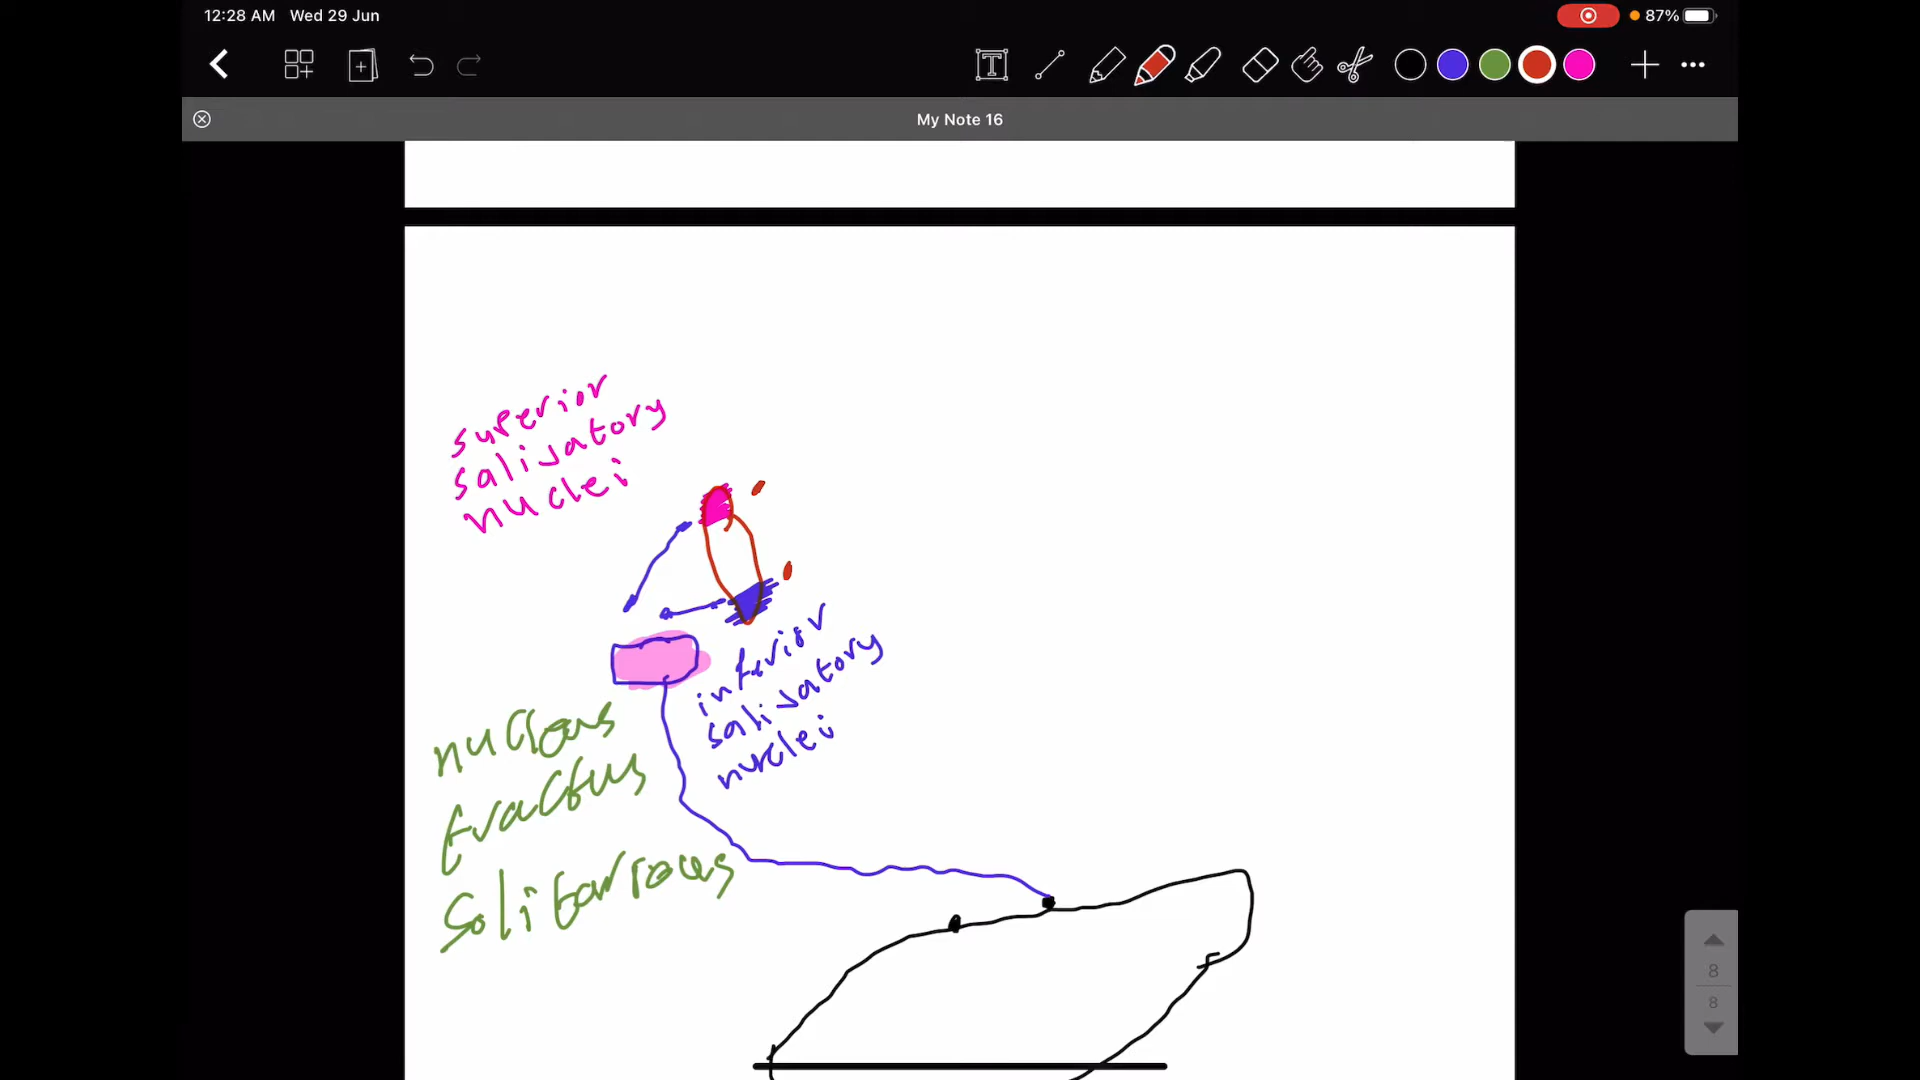 12:28 AM Wed 29 Jun
87%
T
My Note 16
superior
salivatory
nuclei
inferior
salivatory
nuclei
nucleus
tractus
solitarious
8
8